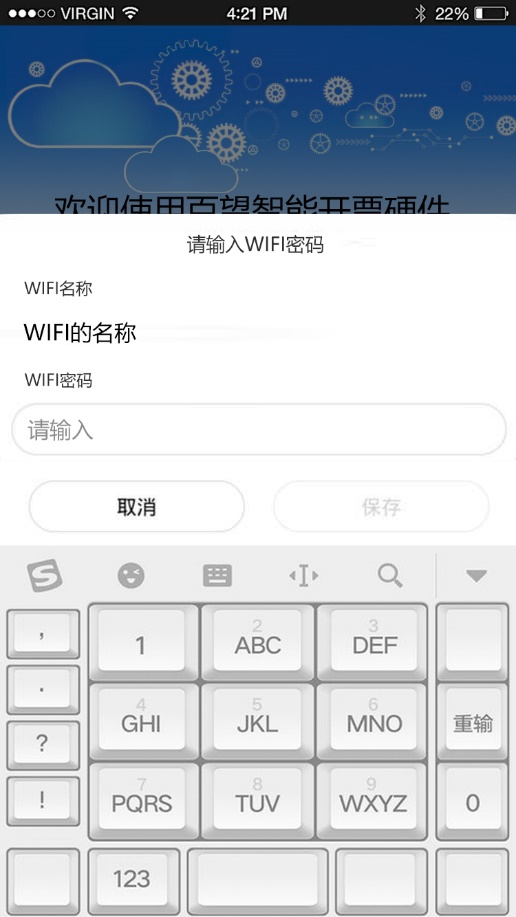 VIRGIN 4:21 PM 22%
欢迎使用百望智能开票硬件
请输入WIFI密码
WIFI名称
WIFI的名称
WIFI密码
请输入
取消 保存
S
, 1 2 ABC 3 DEF
.
4 GHI 5 JKL 6 MNO 重输
?
! 7 PQRS 8 TUV 9 WXYZ 0
123